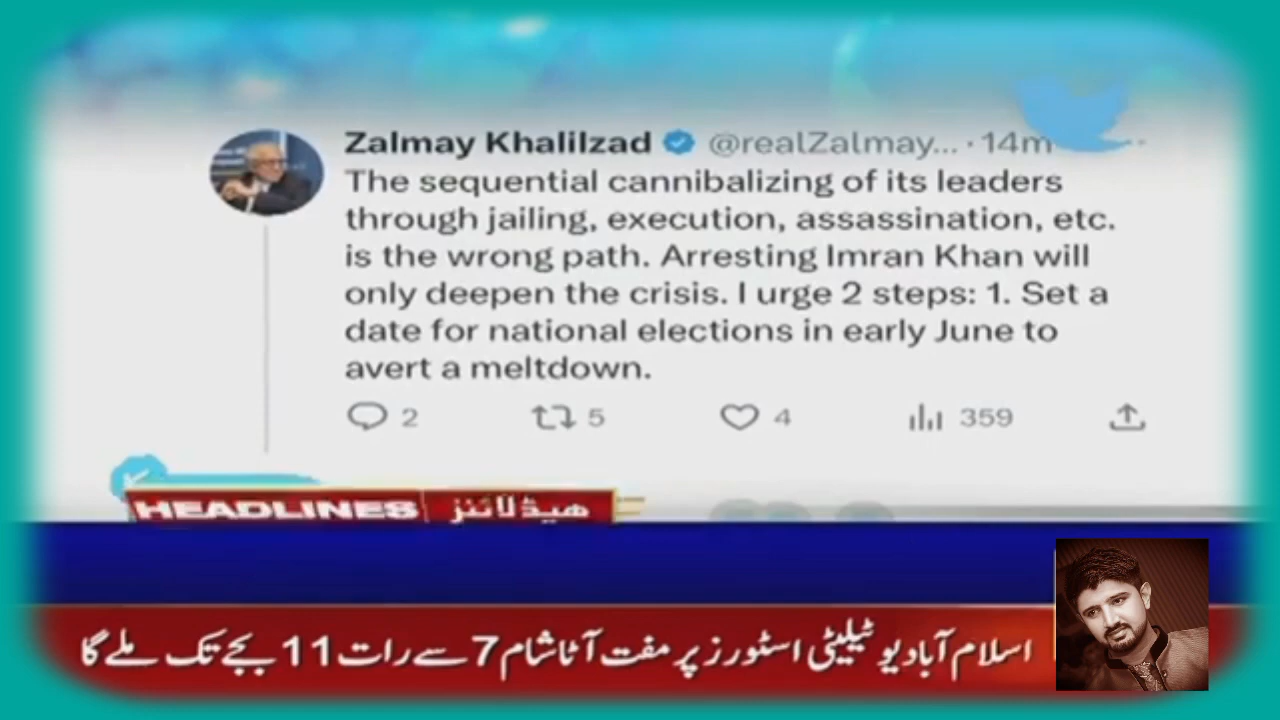 Zalmay Khalilzad @realZalmay... · 14m
The sequential cannibalizing of its leaders
through jailing, execution, assassination, etc.
is the wrong path. Arresting Imran Khan will
only deepen the crisis. I urge 2 steps: 1. Set a
date for national elections in early June to
avert a meltdown.
2 5 4 359
HEADLINES ھیڈلائنز
اسلام آباد یوٹیلیٹی اسٹورز پر مفت آٹا شام 7 سے رات 11 بجے تک ملے گا